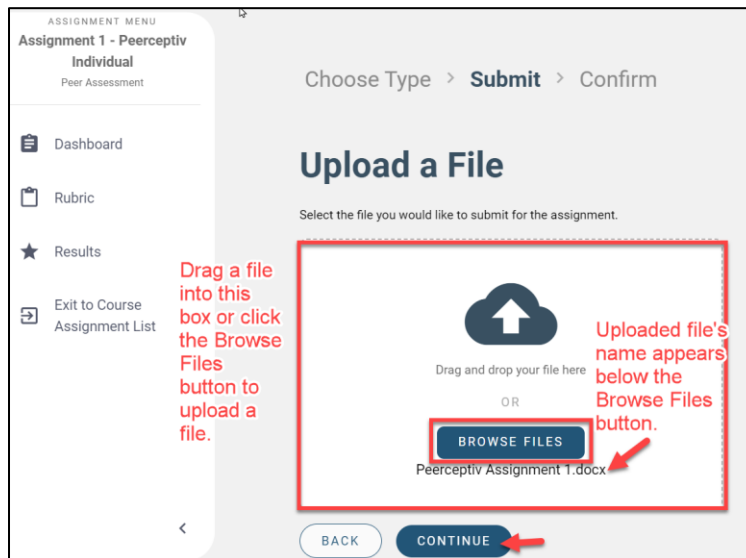 ASSIGNMENT MENU
Assignment 1 - Peerceptiv
Individual
Peer Assessment
Dashboard
Rubric
Results
Exit to Course
Assignment List
Choose Type > Submit > Confirm
Upload a File
Select the file you would like to submit for the assignment.
Drag a file
into this
box or click
the Browse
Files
button to
upload a
file.
Drag and drop your file here
OR
BROWSE FILES
Peerceptiv Assignment 1.docx
Uploaded file's
name appears
below the
Browse Files
button.
BACK
CONTINUE